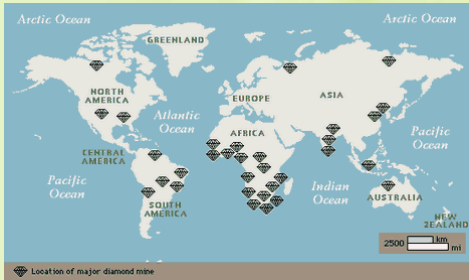 Arctic Ocean
Arctic Ocean
GREENLAND
NORTH
AMERICA
EUROPE
ASIA
Atlantic
Ocean
AFRICA
Pacific
Ocean
CENTRAL
AMERICA
Pacific
Ocean
Indian
Ocean
SOUTH
AMERICA
AUSTRALIA
NEW
ZEALAND
2500
km
mi
Location of major diamond mine